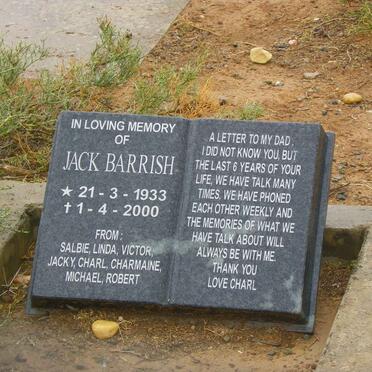 IN LOVING MEMORY
OF
JACK BARRISH
★ 21 - 3 - 1933
✝ 1 - 4 - 2000
FROM :
SALBIE, LINDA, VICTOR,
JACKY, CHARL, CHARMAINE,
MICHAEL, ROBERT
A LETTER TO MY DAD.
I DID NOT KNOW YOU, BUT
THE LAST 6 YEARS OF YOUR
LIFE, WE HAVE TALK MANY
TIMES. WE HAVE PHONED
EACH OTHER WEEKLY AND
THE MEMORIES OF WHAT WE
HAVE TALK ABOUT WILL
ALWAYS BE WITH ME.
THANK YOU
LOVE CHARL